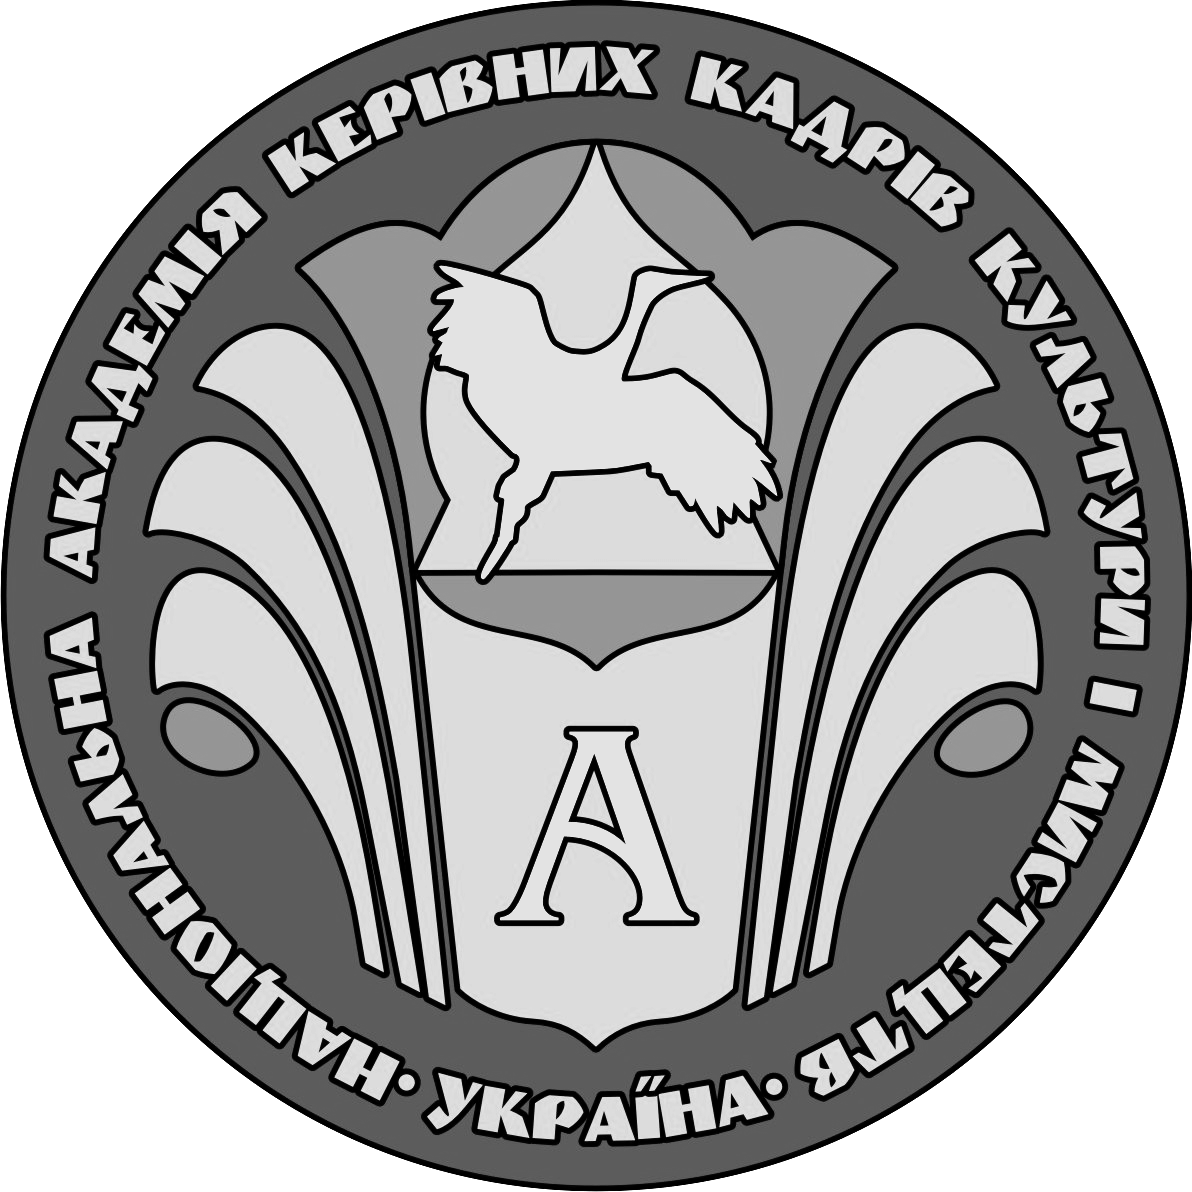 НАЦІОНАЛЬНА АКАДЕМІЯ КЕРІВНИХ КАДРІВ КУЛЬТУРИ І МИСТЕЦТВ
·УКРАЇНА·
А